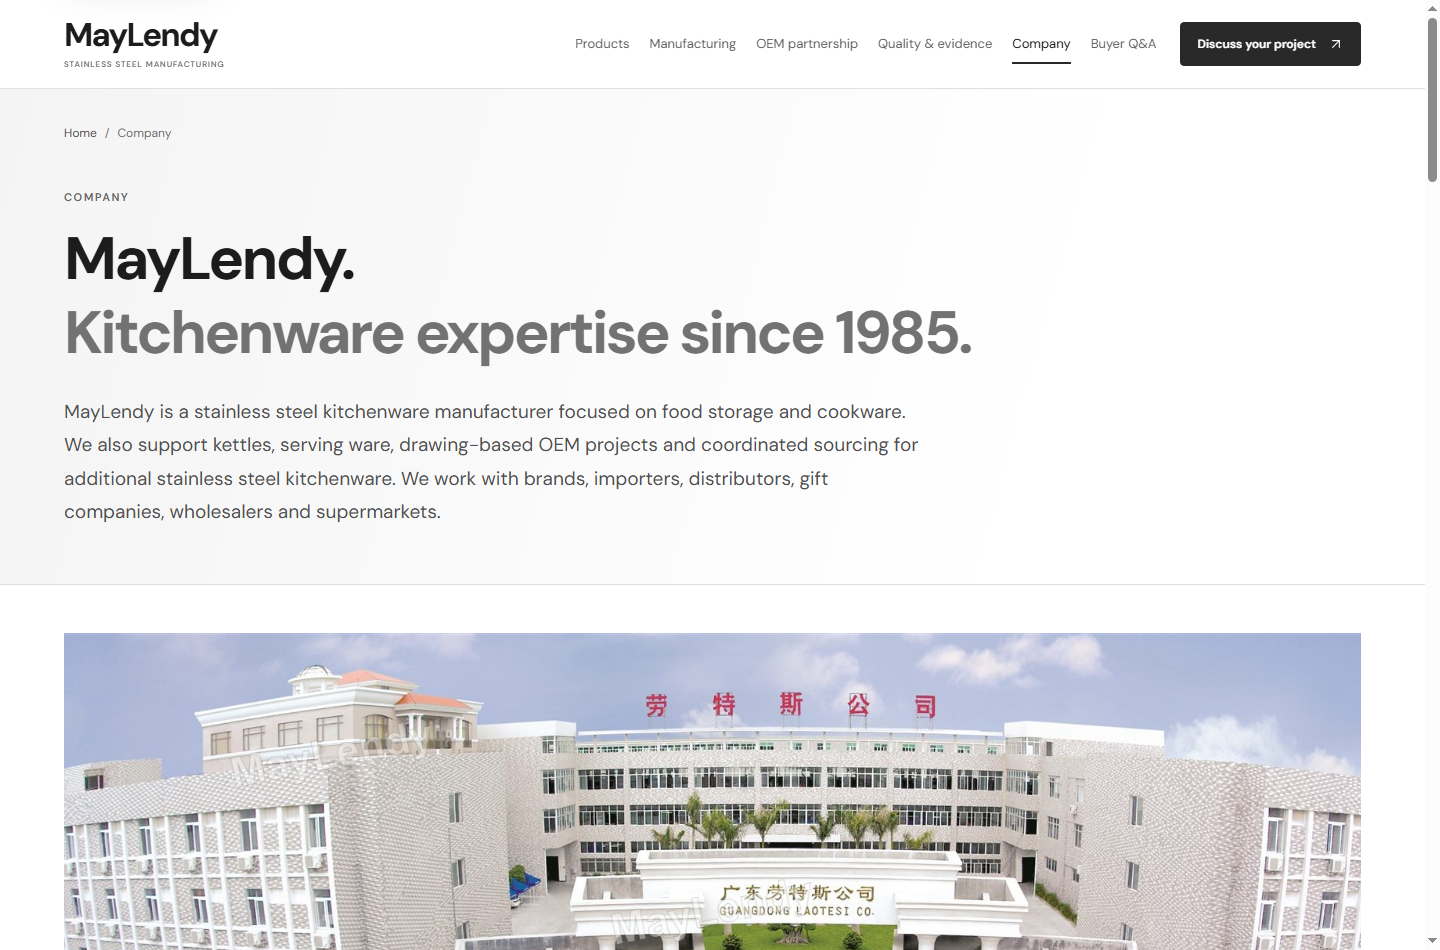 MayLendy
STAINLESS STEEL MANUFACTURING
Products
Manufacturing
OEM partnership
Quality & evidence
Company
Buyer Q&A
Discuss your project
Home / Company
COMPANY
MayLendy.
Kitchenware expertise since 1985.
MayLendy is a stainless steel kitchenware manufacturer focused on food storage and cookware.
We also support kettles, serving ware, drawing-based OEM projects and coordinated sourcing for
additional stainless steel kitchenware. We work with brands, importers, distributors, gift
companies, wholesalers and supermarkets.
劳特斯公司
MayLendy
广东劳特斯公司
GUANGDONG LAOTESI CO.
MayLendy